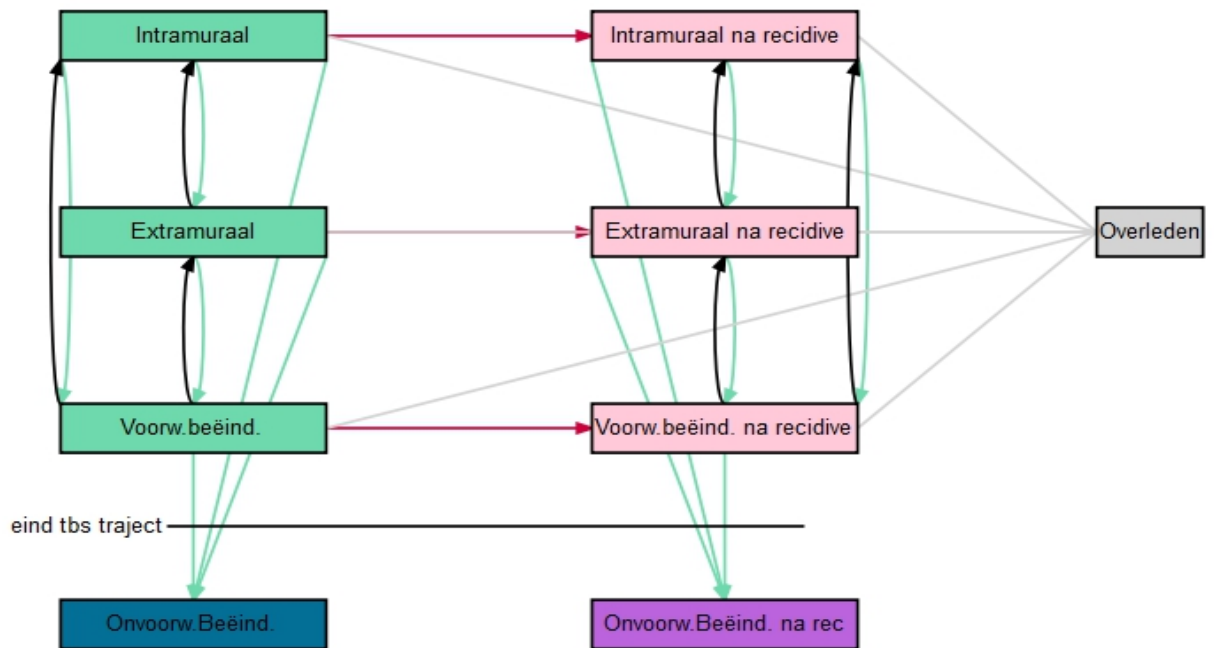 Intramuraal
Intramuraal na recidive
Extramuraal
Extramuraal na recidive
Overleden
Voorw.beëind.
Voorw.beëind. na recidive
eind tbs traject
Onvoorw.Beëind.
Onvoorw.Beëind. na rec